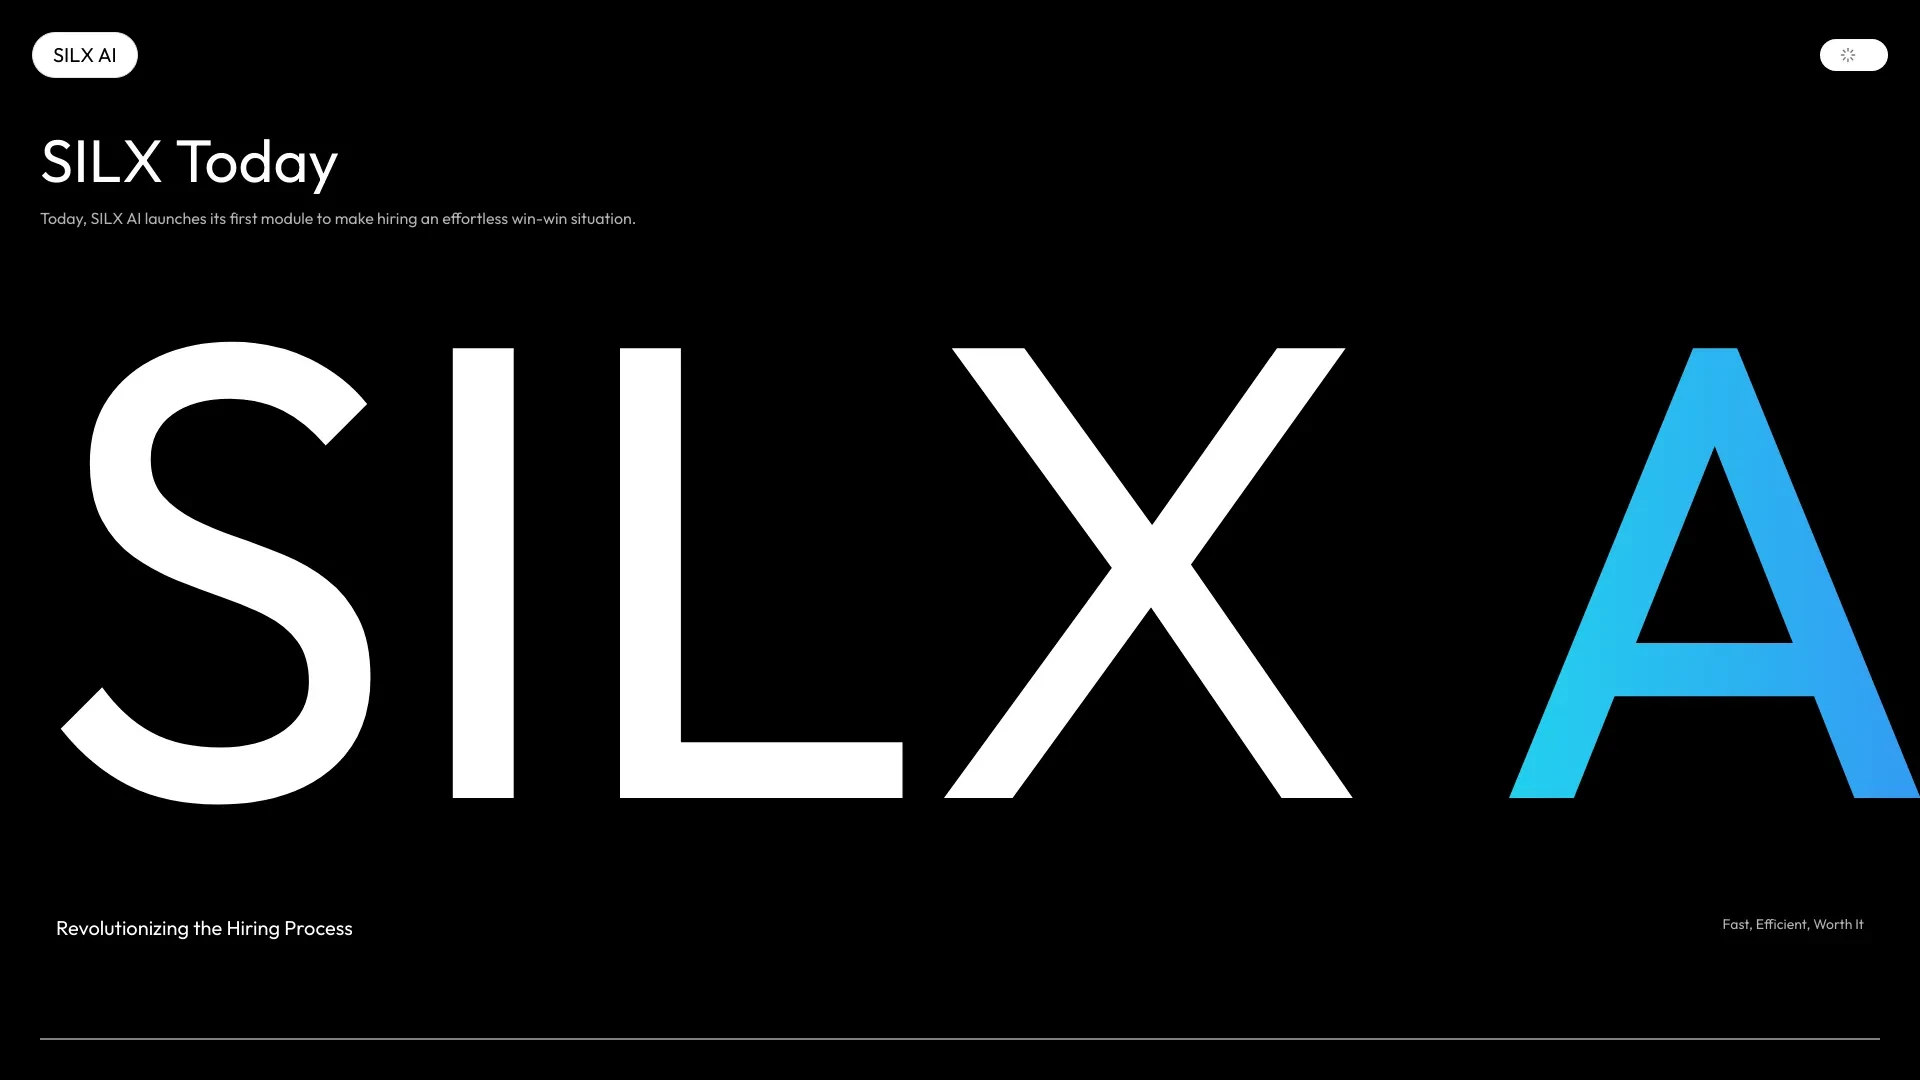 SILX AI
SILX Today
Today, SILX AI launches its first module to make hiring an effortless win-win situation.
SILX A
Revolutionizing the Hiring Process
Fast, Efficient, Worth It